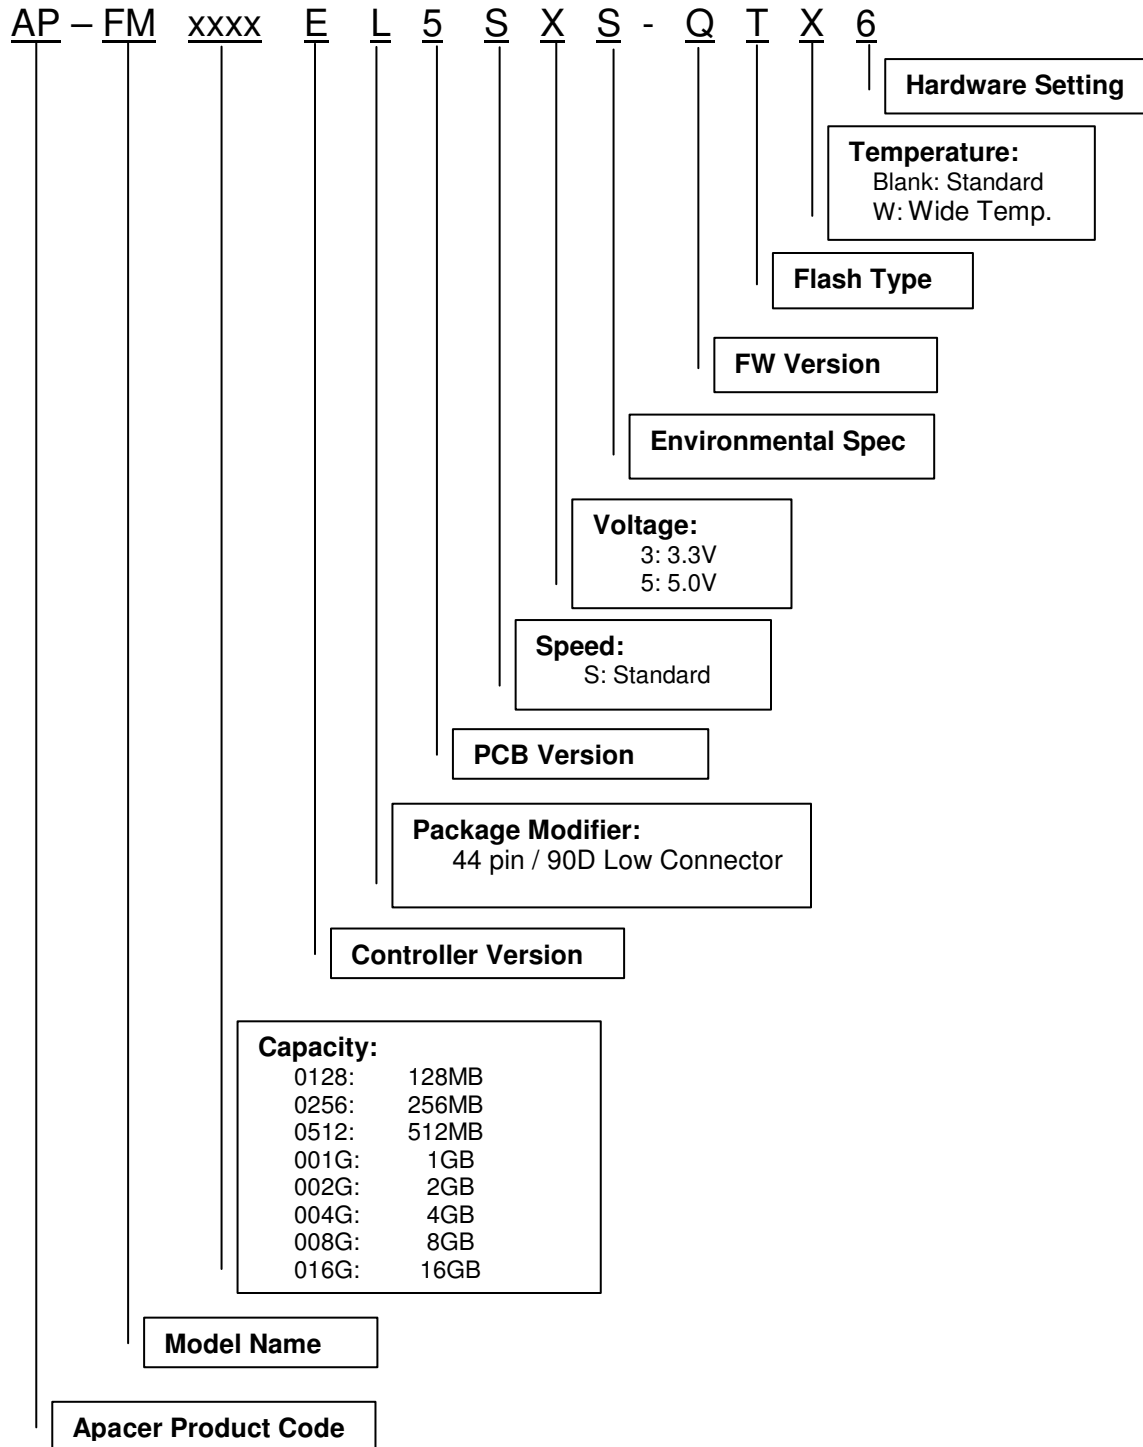 AP – FM xxxx E L 5 S X S - Q T X 6
Hardware Setting
Temperature:
Blank: Standard
W: Wide Temp.
Flash Type
FW Version
Environmental Spec
Voltage:
3: 3.3V
5: 5.0V
Speed:
S: Standard
PCB Version
Package Modifier:
44 pin / 90D Low Connector
Controller Version
Capacity:
0128: 128MB
0256: 256MB
0512: 512MB
001G: 1GB
002G: 2GB
004G: 4GB
008G: 8GB
016G: 16GB
Model Name
Apacer Product Code